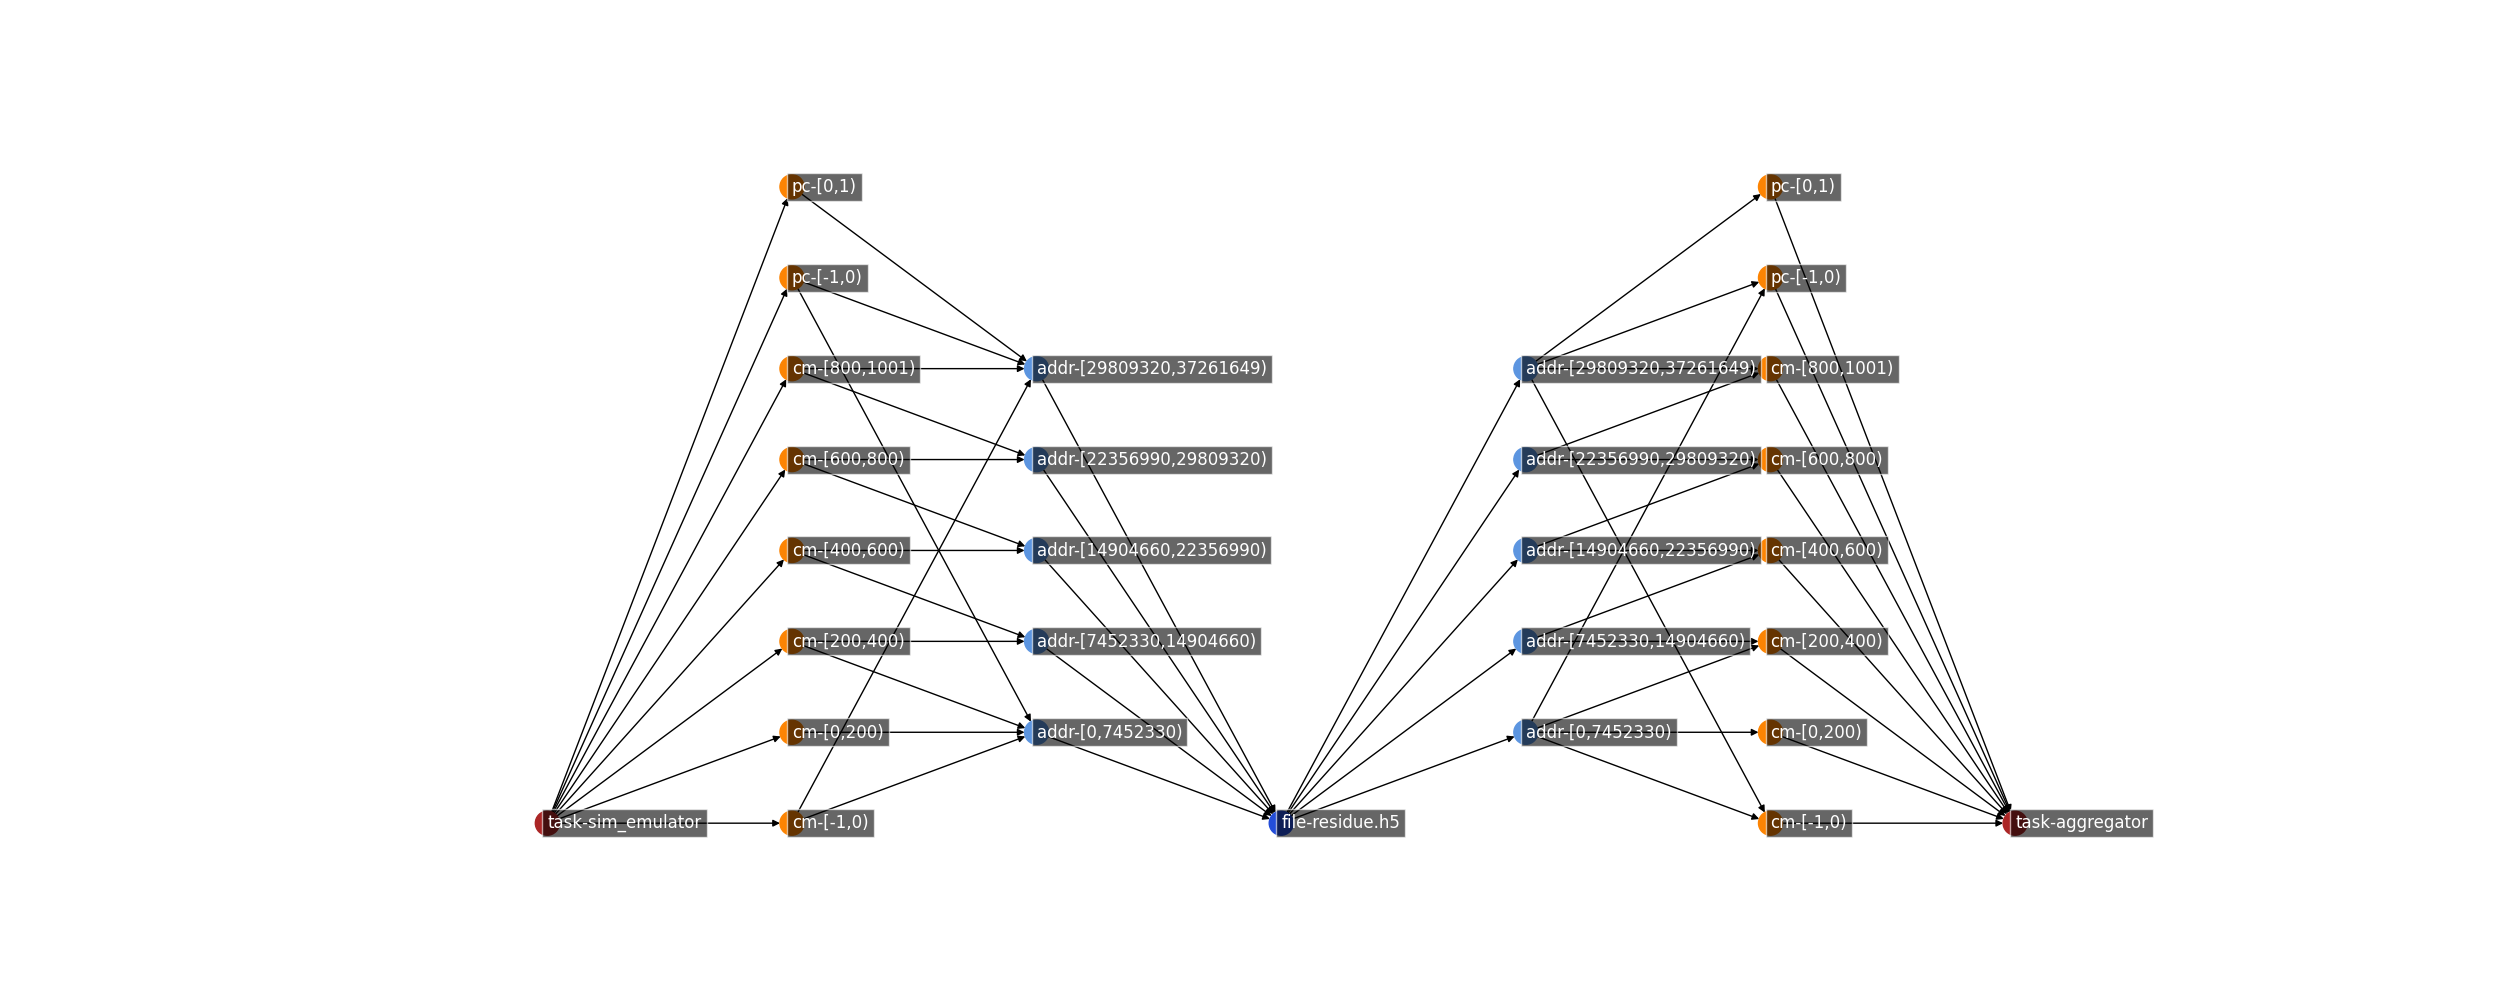 pc-[0,1)
pc-[0,1)
pc-[-1,0)
pc-[-1,0)
cm-[800,1001)
addr-[29809320,37261649)
addr-[29809320,37261649)
cm-[800,1001)
cm-[600,800)
addr-[22356990,29809320)
addr-[22356990,29809320)
cm-[600,800)
cm-[400,600)
addr-[14904660,22356990)
addr-[14904660,22356990)
cm-[400,600)
cm-[200,400)
addr-[7452330,14904660)
addr-[7452330,14904660)
cm-[200,400)
cm-[0,200)
addr-[0,7452330)
addr-[0,7452330)
cm-[0,200)
task-sim_emulator
cm-[-1,0)
file-residue.h5
cm-[-1,0)
task-aggregator